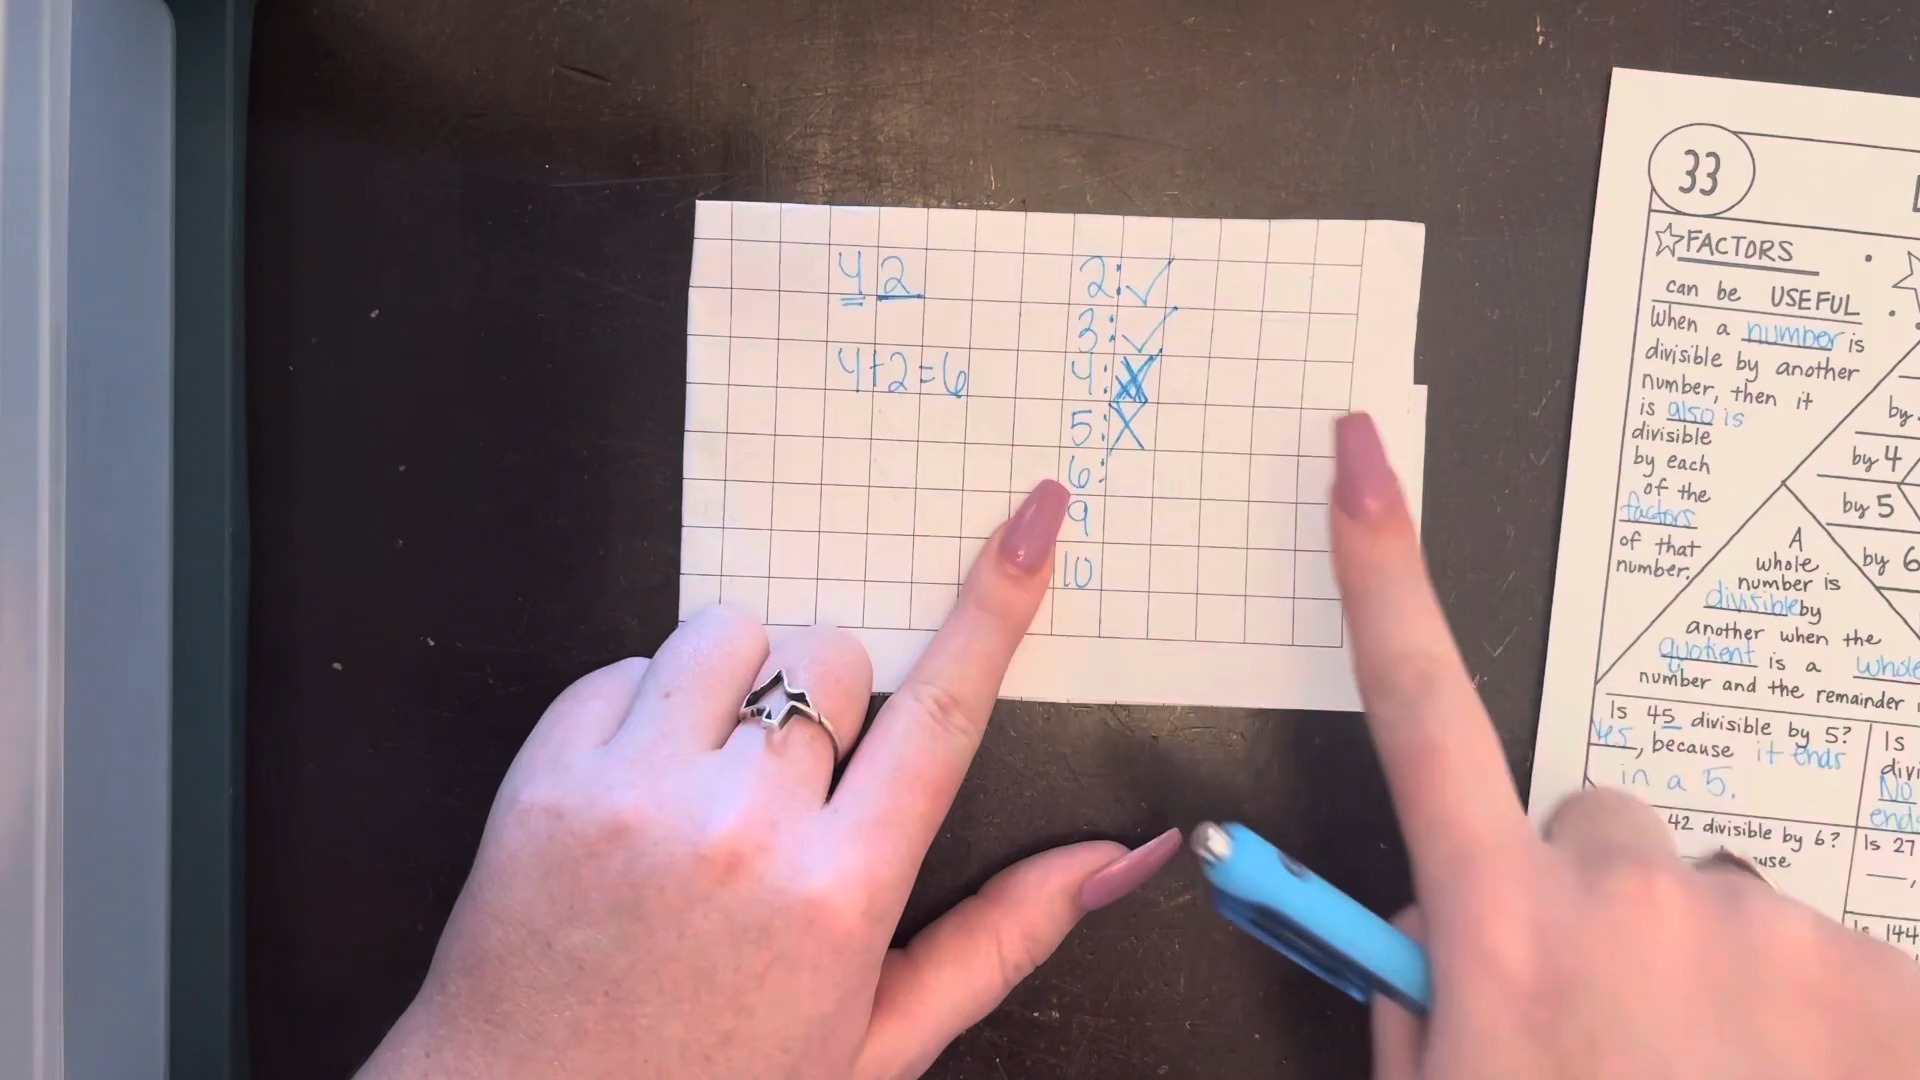 42
4+2=6
2:✓
3:✓
4:
5:X
6:
9
10
33
☆FACTORS
can be USEFUL
When a number is
divisible by another
number, then it
is also is
divisible
by each
of the
factors
of that
number.
by
by 4
by 5
by 6
A
whole
number is
divisible by
another when the
quotient is a whole
number and the remainder
Is 45 divisible by 5?
Yes, because it ends
in a 5.
Is
divi
No
ends
42 divisible by 6?
Is 27
Is 144